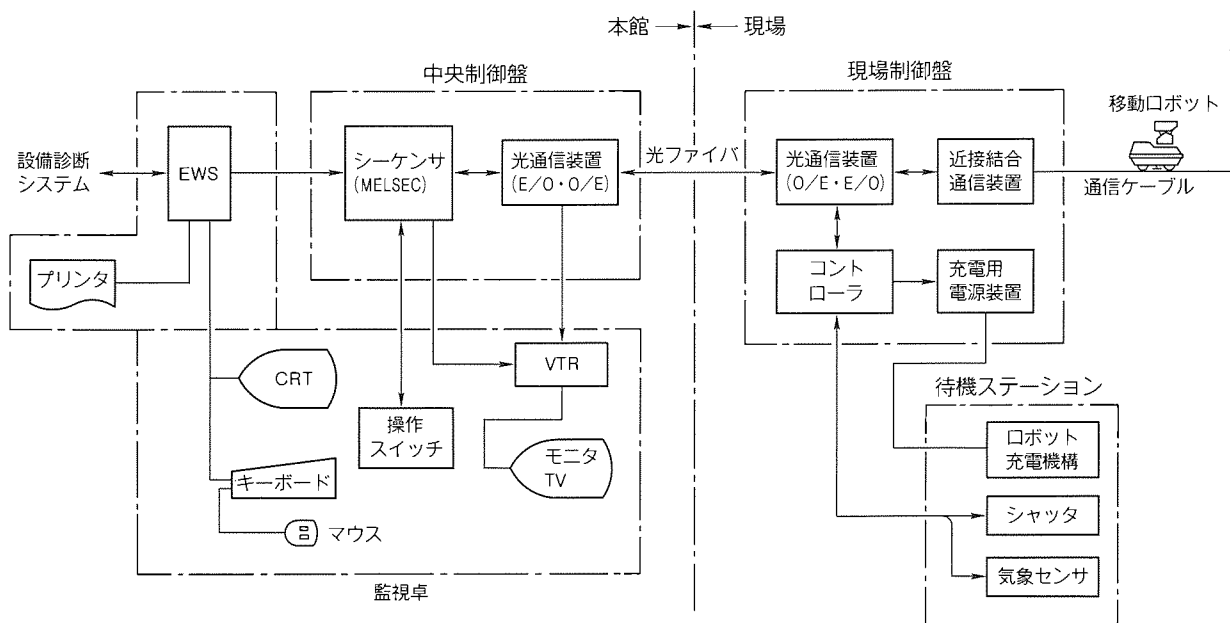 本館
現場
中央制御盤
現場制御盤
移動ロボット
設備診断
システム
EWS
シーケンサ
(MELSEC)
光通信装置
(E/O・O/E)
光ファイバ
光通信装置
(O/E・E/O)
近接結合
通信装置
通信ケーブル
プリンタ
コント
ローラ
充電用
電源装置
CRT
VTR
操作
スイッチ
モニタ
TV
キーボード
マウス
監視卓
待機ステーション
ロボット
充電機構
シャッタ
気象センサ